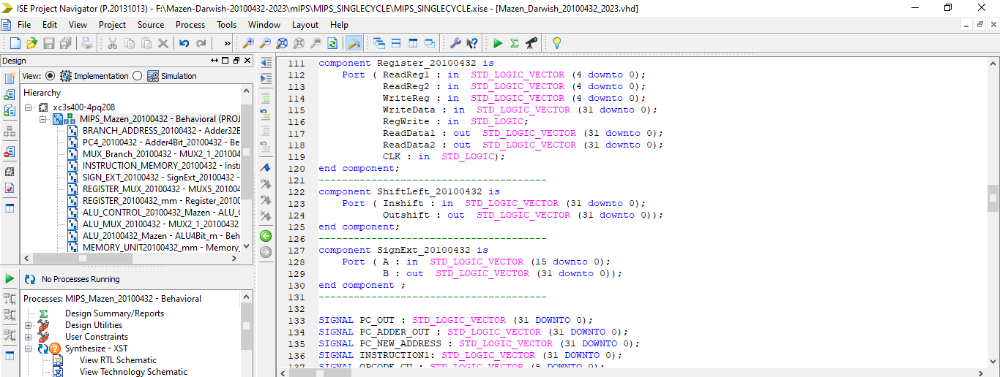 ISE Project Navigator (P.20131013) - F:\Mazen-Darwish-20100432-2023\mIPS\MIPS_SINGLECYCLE\MIPS_SINGLECYCLE.xise - [Mazen_Darwish_20100432_2023.vhd]
File Edit View Project Source Process Tools Window Layout Help
Design
View: Implementation Simulation
Hierarchy
xc3s400-4pq208
MIPS_Mazen_20100432 - Behavioral (PROJ
BRANCH_ADDRESS_20100432 - Adder32B
PC4_20100432 - Adder4Bit_20100432 - Be
MUX_Branch_20100432 - MUX2_1_201004
INSTRUCTION_MEMORY_20100432 - Instr
SIGN_EXT_20100432 - SignExt_20100432 -
REGISTER_MUX_20100432 - MUX5_201004
REGISTER_20100432_mm - Register_20100
ALU_CONTROL_20100432_Mazen - ALU_C
ALU_MUX_20100432 - MUX2_1_20100432
ALU_20100432_Mazen - ALU4Bit_m - Beh
MEMORY_UNIT20100432_mm - Memory_
No Processes Running
Processes: MIPS_Mazen_20100432 - Behavioral
Design Summary/Reports
Design Utilities
User Constraints
Synthesize - XST
View RTL Schematic
View Technology Schematic
111 component Register_20100432 is
112 Port ( ReadReg1 : in STD_LOGIC_VECTOR (4 downto 0);
113 ReadReg2 : in STD_LOGIC_VECTOR (4 downto 0);
114 WriteReg : in STD_LOGIC_VECTOR (4 downto 0);
115 WriteData : in STD_LOGIC_VECTOR (31 downto 0);
116 RegWrite : in STD_LOGIC;
117 ReadData1 : out STD_LOGIC_VECTOR (31 downto 0);
118 ReadData2 : out STD_LOGIC_VECTOR (31 downto 0);
119 CLK : in STD_LOGIC);
120 end component;
121 ---------------------------------------
122 component ShiftLeft_20100432 is
123 Port ( Inshift : in STD_LOGIC_VECTOR (31 downto 0);
124 Outshift : out STD_LOGIC_VECTOR (31 downto 0));
125 end component;
126 ---------------------------------------
127 component SignExt_20100432 is
128 Port ( A : in STD_LOGIC_VECTOR (15 downto 0);
129 B : out STD_LOGIC_VECTOR (31 downto 0));
130 end component ;
131 ---------------------------------------
132
133 SIGNAL PC_OUT : STD_LOGIC_VECTOR (31 DOWNTO 0);
134 SIGNAL PC_ADDER_OUT : STD_LOGIC_VECTOR (31 DOWNTO 0);
135 SIGNAL PC_NEW_ADDRESS : STD_LOGIC_VECTOR (31 DOWNTO 0);
136 SIGNAL INSTRUCTION1: STD_LOGIC_VECTOR (31 DOWNTO 0);
137 SIGNAL OPCODE_CU : STD_LOGIC_VECTOR (5 DOWNTO 0);